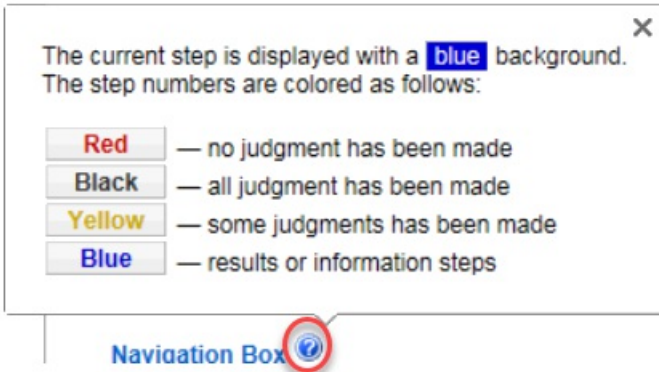 The current step is displayed with a blue background.
The step numbers are colored as follows:
Red — no judgment has been made
Black — all judgment has been made
Yellow — some judgments has been made
Blue — results or information steps
Navigation Box